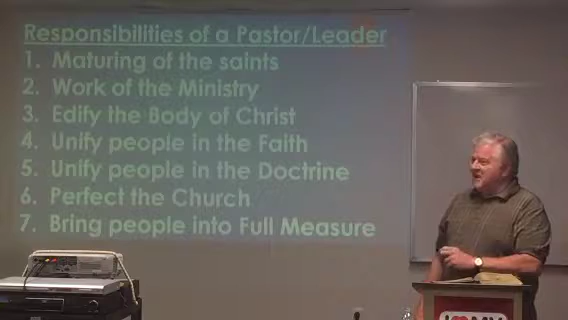 Responsibilities of a Pastor/Leader
1. Maturing of the saints
2. Work of the Ministry
3. Edify the Body of Christ
4. Unify people in the Faith
5. Unify people in the Doctrine
6. Perfect the Church
7. Bring people into Full Measure
I MY